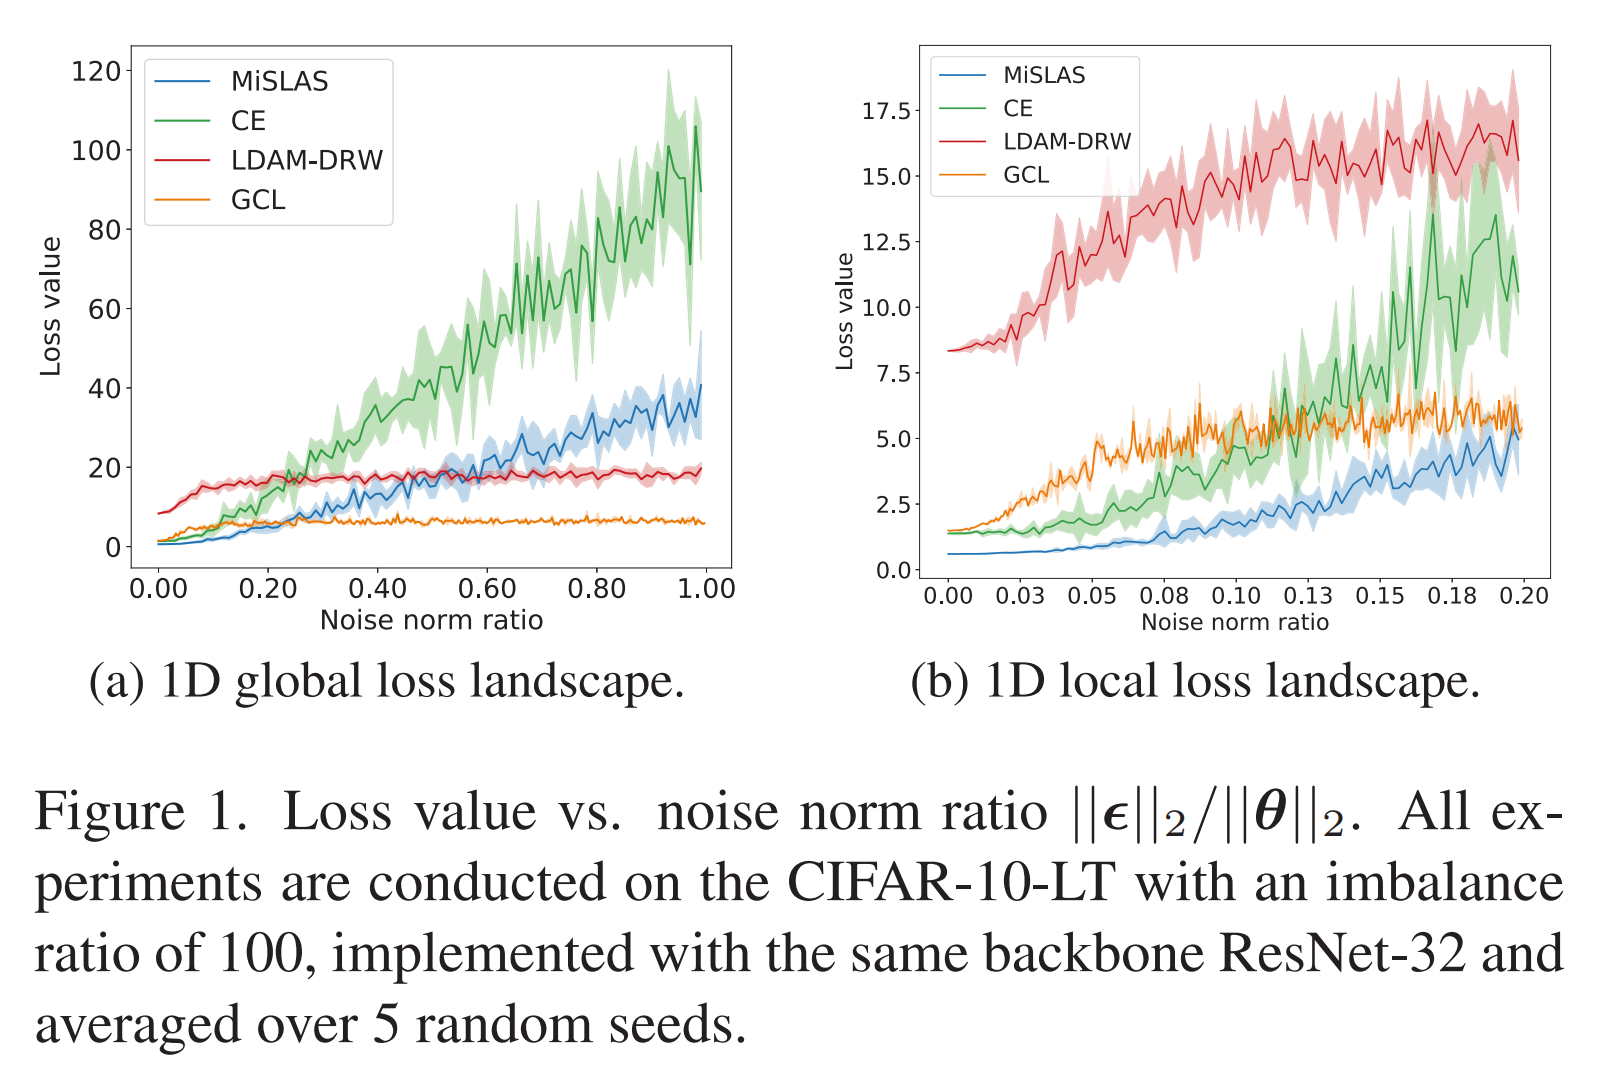 120
100
80
60
40
20
0
Loss value
MiSLAS
CE
LDAM-DRW
GCL
0.00 0.20 0.40 0.60 0.80 1.00
Noise norm ratio
(a) 1D global loss landscape.
17.5
15.0
12.5
10.0
7.5
5.0
2.5
0.0
Loss value
MiSLAS
CE
LDAM-DRW
GCL
0.00 0.03 0.05 0.08 0.10 0.13 0.15 0.18 0.20
Noise norm ratio
(b) 1D local loss landscape.
Figure 1. Loss value vs. noise norm ratio ||ϵ||₂/||θ||₂. All ex-
periments are conducted on the CIFAR-10-LT with an imbalance
ratio of 100, implemented with the same backbone ResNet-32 and
averaged over 5 random seeds.